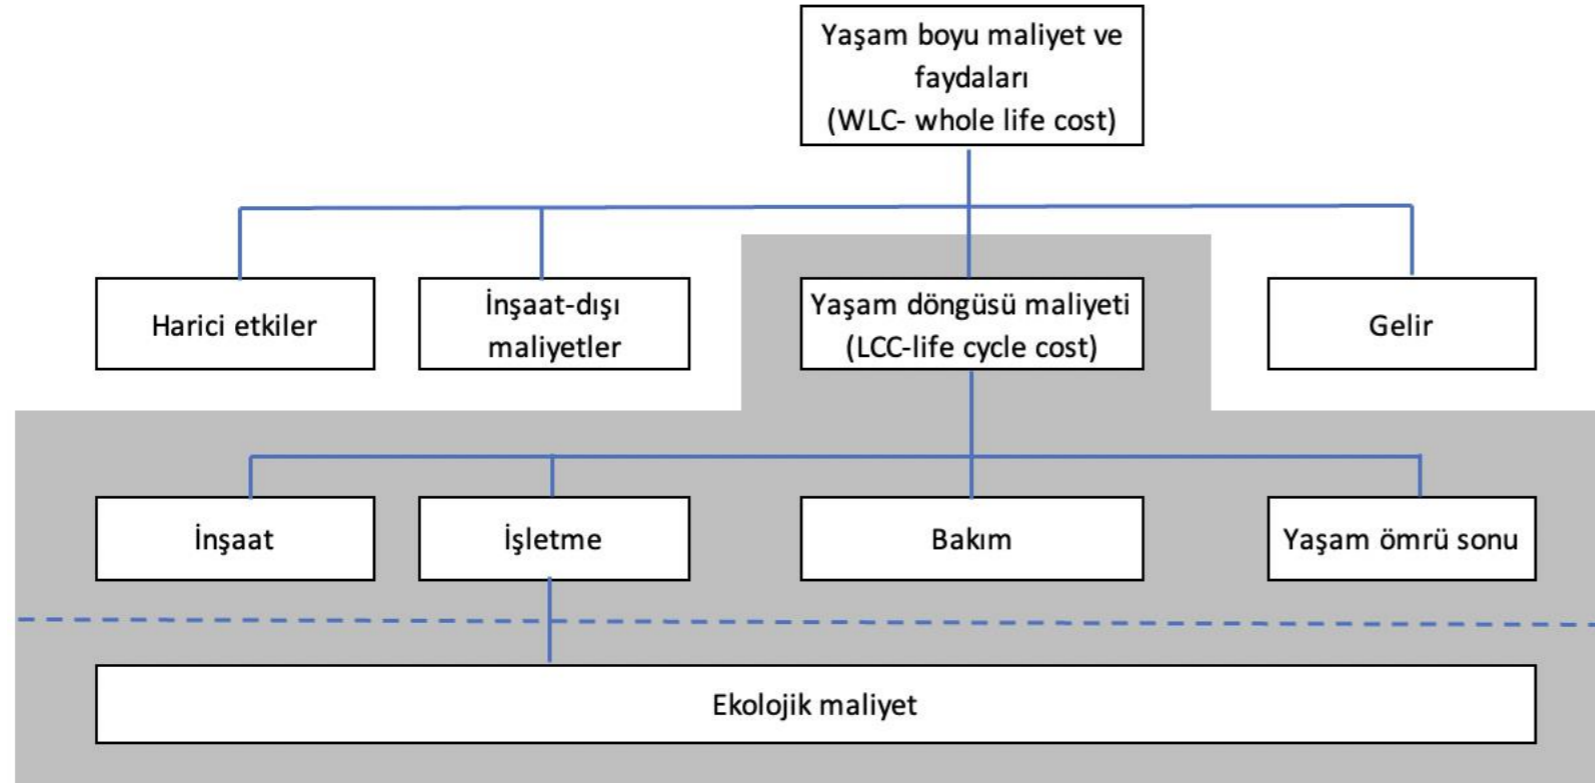 Yaşam boyu maliyet ve
faydaları
(WLC- whole life cost)
Harici etkiler
İnşaat-dışı
maliyetler
Yaşam döngüsü maliyeti
(LCC-life cycle cost)
Gelir
İnşaat
İşletme
Bakım
Yaşam ömrü sonu
Ekolojik maliyet